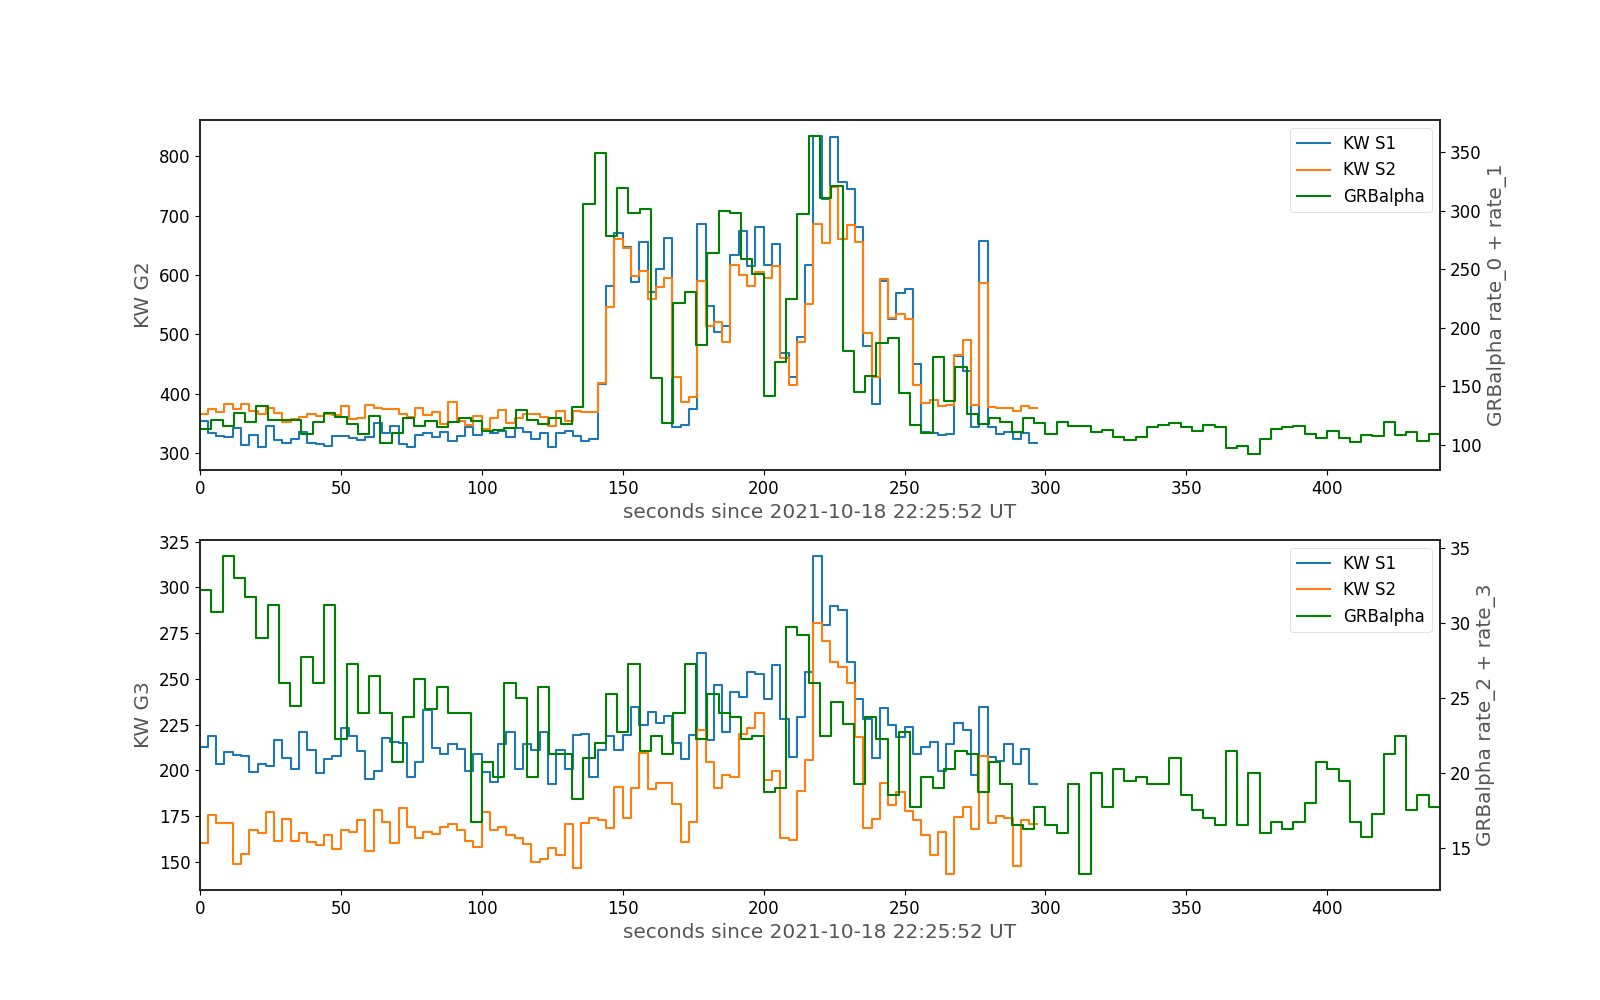 800
700
600
500
400
300
KW G2
350
300
250
200
150
100
GRBalpha rate_0 + rate_1
KW S1
KW S2
GRBalpha
0 50 100 150 200 250 300 350 400
seconds since 2021-10-18 22:25:52 UT
325
300
275
250
225
200
175
150
KW G3
35
30
25
20
15
GRBalpha rate_2 + rate_3
KW S1
KW S2
GRBalpha
0 50 100 150 200 250 300 350 400
seconds since 2021-10-18 22:25:52 UT